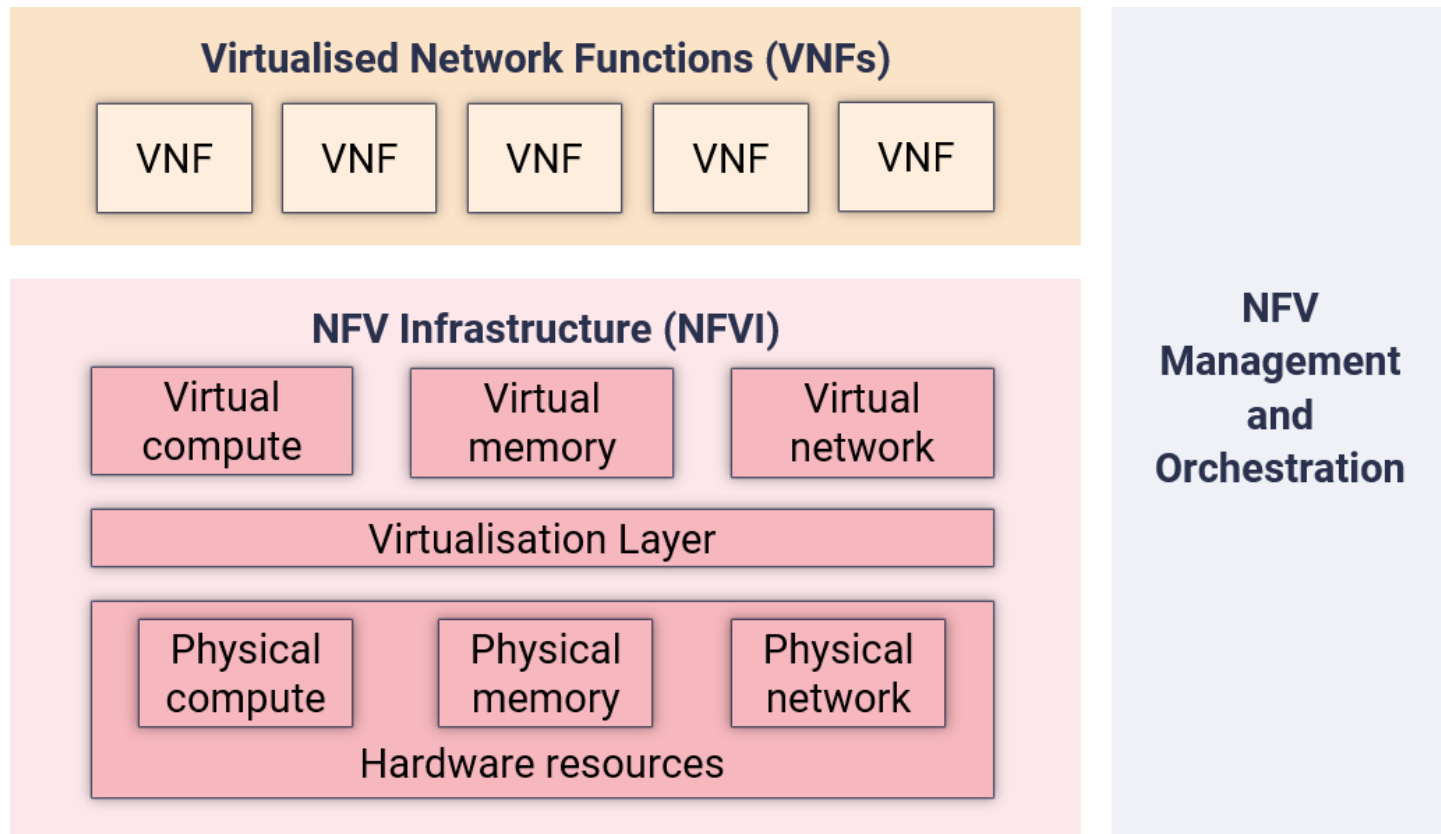 Virtualised Network Functions (VNFs)
VNF
VNF
VNF
VNF
VNF
NFV Infrastructure (NFVI)
Virtual
compute
Virtual
memory
Virtual
network
Virtualisation Layer
Physical
compute
Physical
memory
Physical
network
Hardware resources
NFV
Management
and
Orchestration